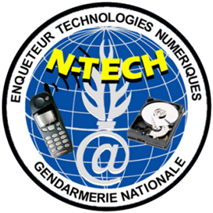 ENQUETEUR TECHNOLOGIES NUMERIQUES
N-TECH
@
GENDARMERIE NATIONALE